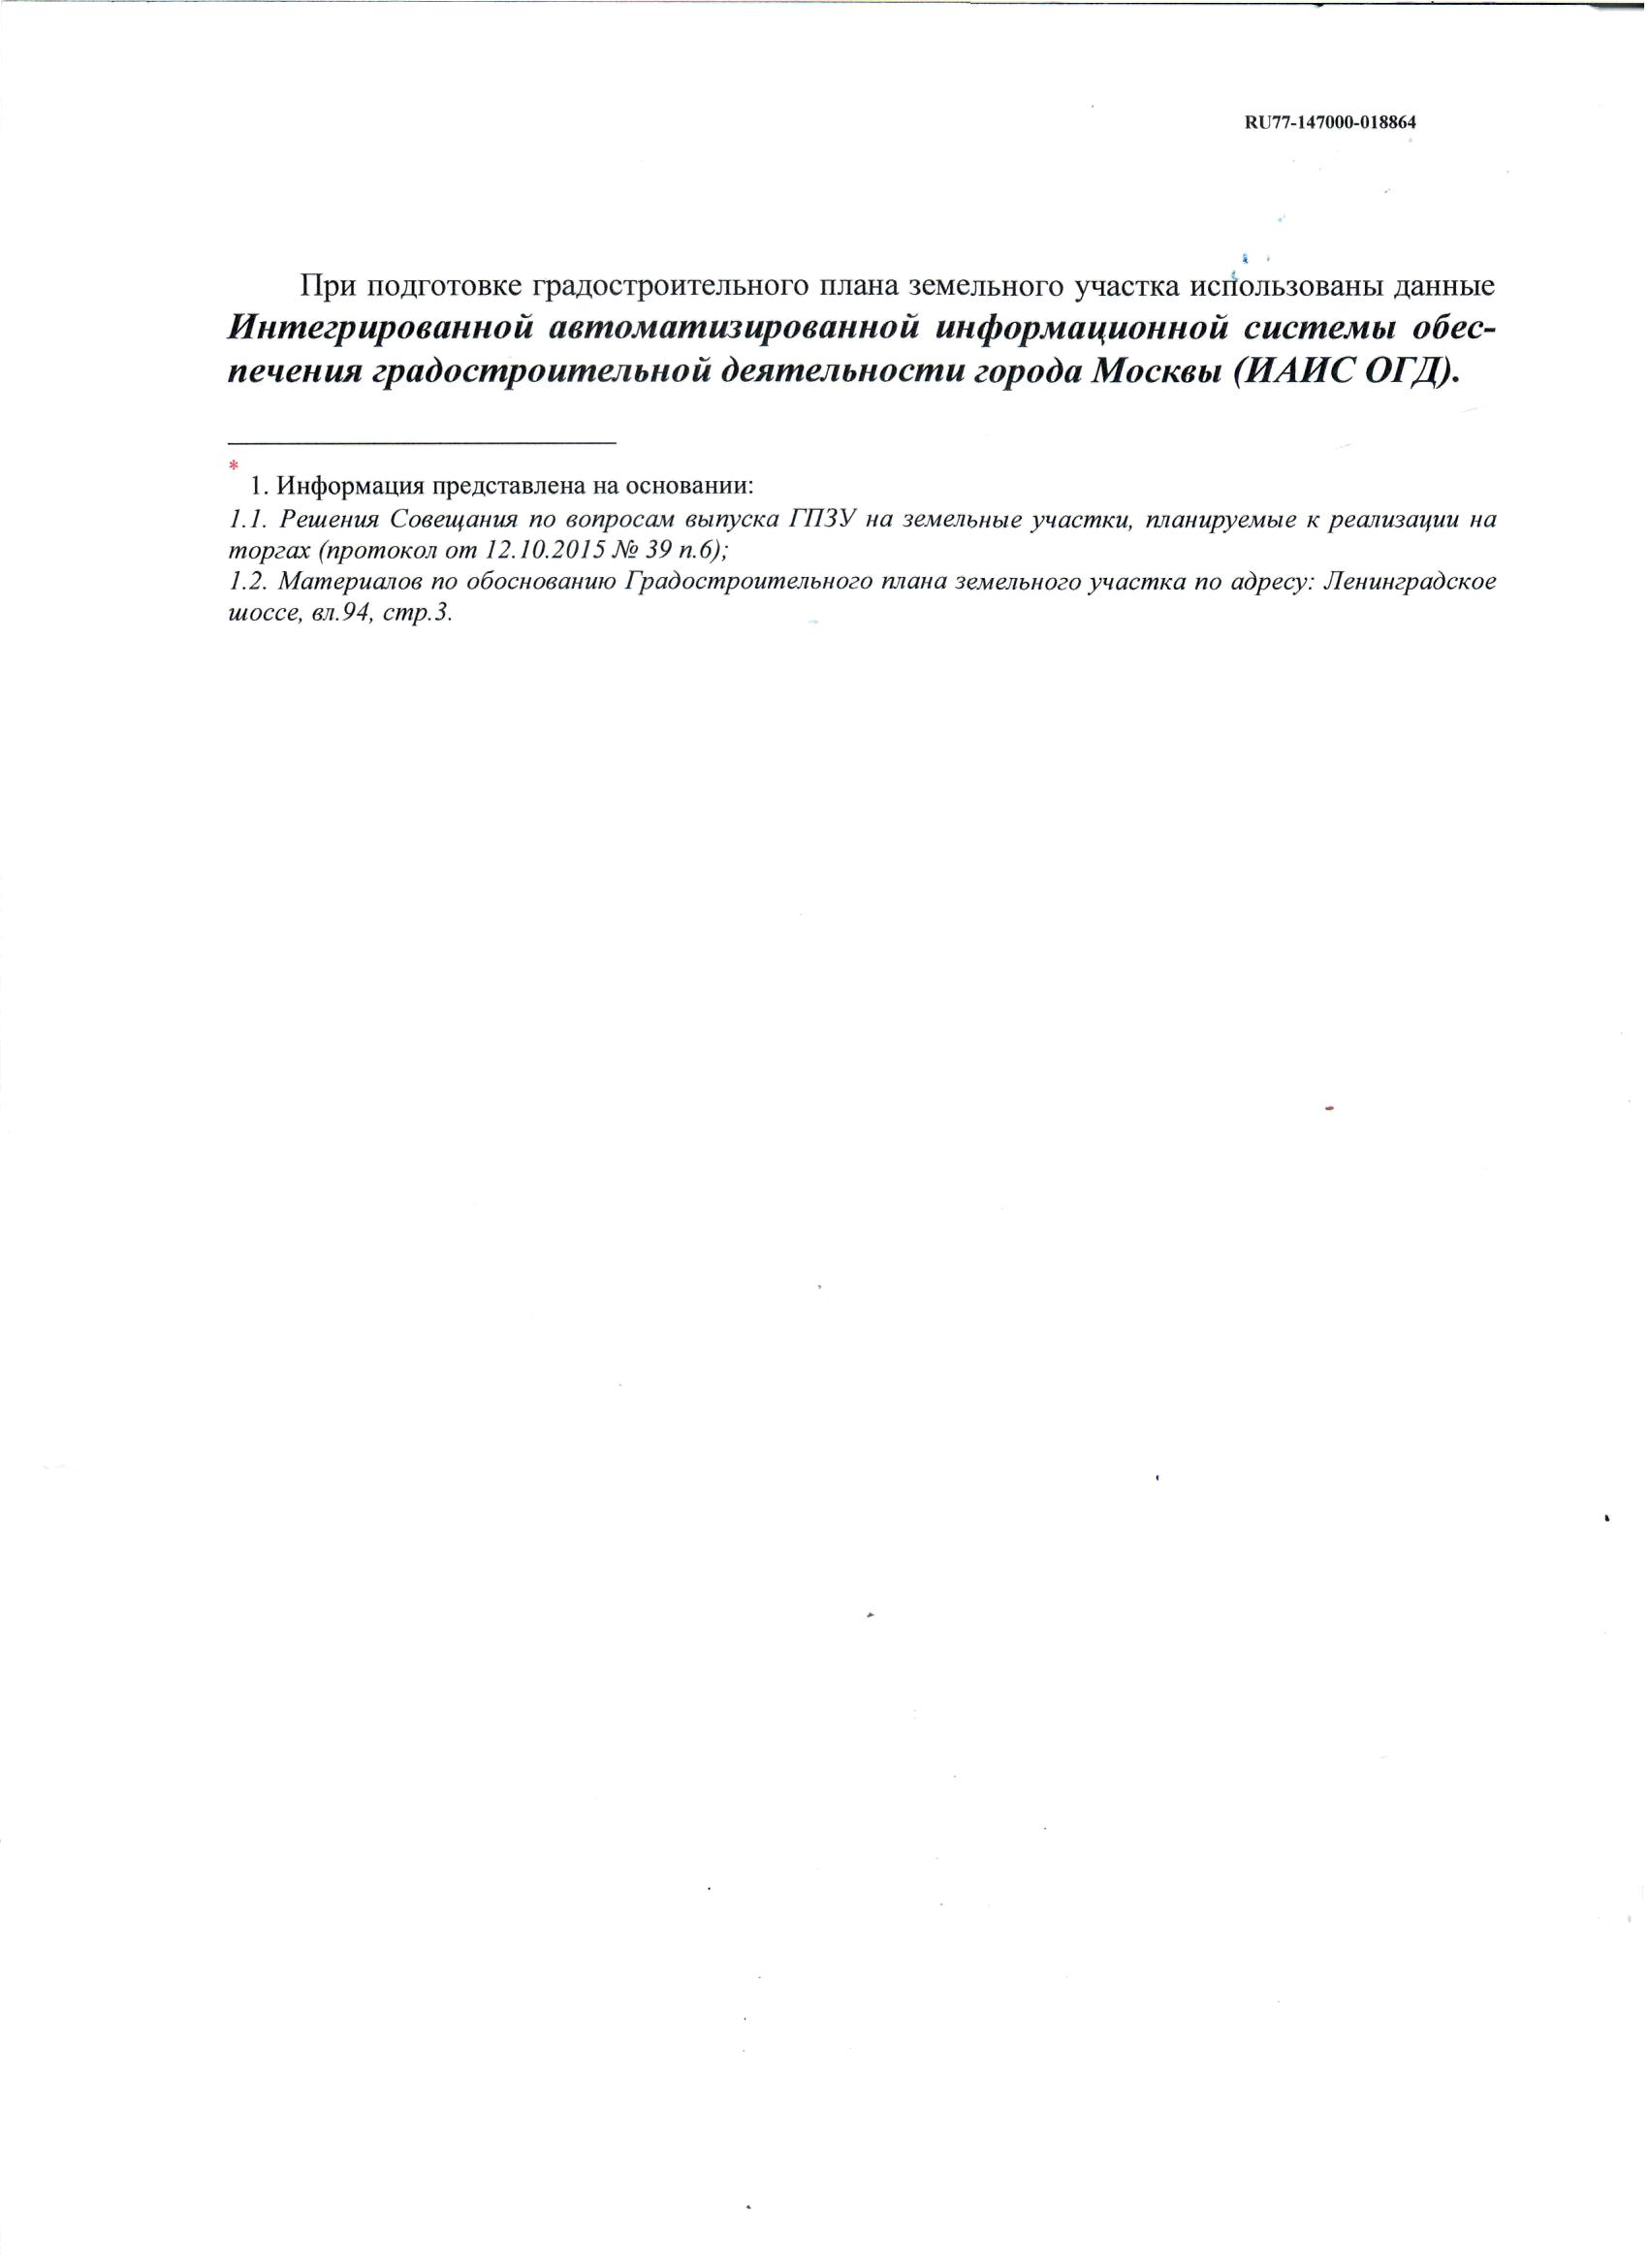 RU77-147000-018864
При подготовке градостроительного плана земельного участка использованы данные
Интегрированной автоматизированной информационной системы обес-
печения градостроительной деятельности города Москвы (ИАИС ОГД).
*
1. Информация представлена на основании:
1.1. Решения Совещания по вопросам выпуска ГПЗУ на земельные участки, планируемые к реализации на
торгах (протокол от 12.10.2015 № 39 п.6);
1.2. Материалов по обоснованию Градостроительного плана земельного участка по адресу: Ленинградское
шоссе, вл.94, стр.3.